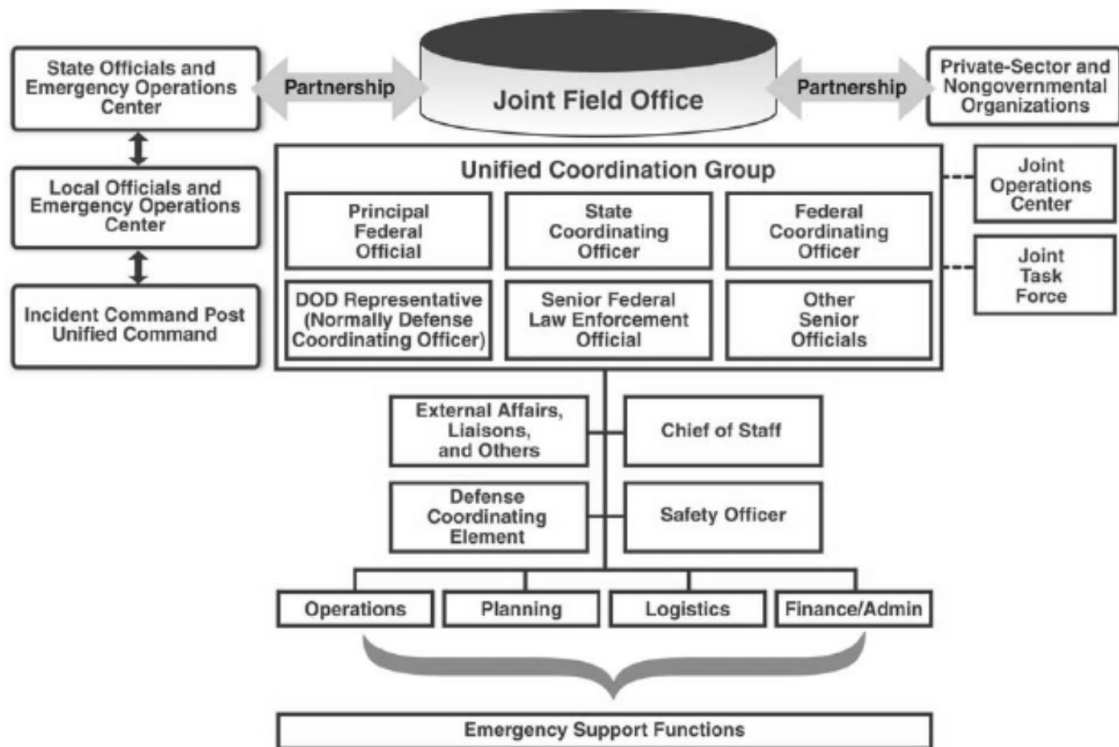 State Officials and
Emergency Operations
Center
Partnership
Joint Field Office
Partnership
Private-Sector and
Nongovernmental
Organizations
Local Officials and
Emergency Operations
Center
Incident Command Post
Unified Command
Unified Coordination Group
Principal
Federal
Official
State
Coordinating
Officer
Federal
Coordinating
Officer
DOD Representative
(Normally Defense
Coordinating Officer)
Senior Federal
Law Enforcement
Official
Other
Senior
Officials
Joint
Operations
Center
Joint
Task
Force
External Affairs,
Liaisons,
and Others
Chief of Staff
Defense
Coordinating
Element
Safety Officer
Operations
Planning
Logistics
Finance/Admin
Emergency Support Functions